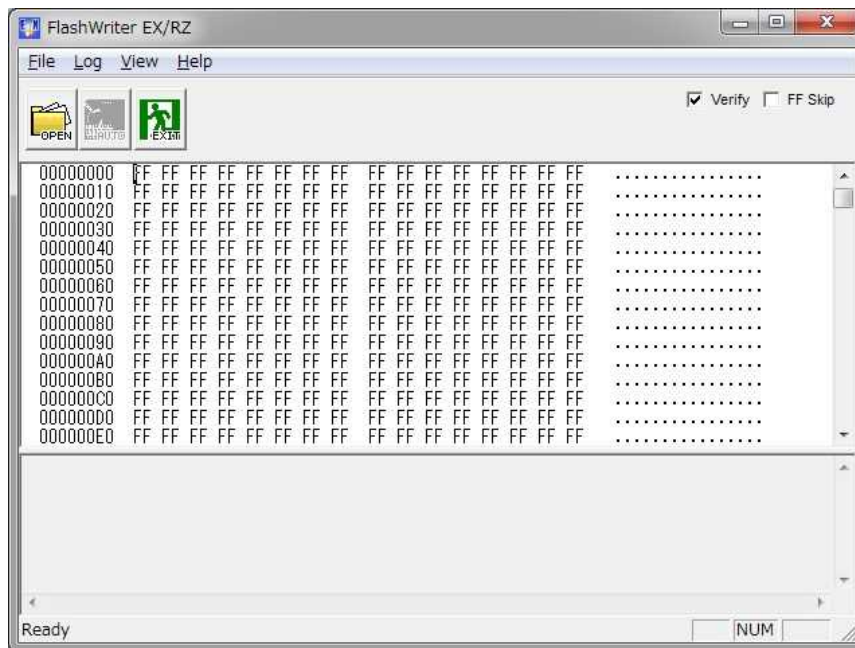 FlashWriter EX/RZ
File Log View Help
OPEN AUTO EXIT Verify FF Skip
00000000 FF FF FF FF FF FF FF FF FF FF FF FF FF FF FF FF ................
00000010 FF FF FF FF FF FF FF FF FF FF FF FF FF FF FF FF ................
00000020 FF FF FF FF FF FF FF FF FF FF FF FF FF FF FF FF ................
00000030 FF FF FF FF FF FF FF FF FF FF FF FF FF FF FF FF ................
00000040 FF FF FF FF FF FF FF FF FF FF FF FF FF FF FF FF ................
00000050 FF FF FF FF FF FF FF FF FF FF FF FF FF FF FF FF ................
00000060 FF FF FF FF FF FF FF FF FF FF FF FF FF FF FF FF ................
00000070 FF FF FF FF FF FF FF FF FF FF FF FF FF FF FF FF ................
00000080 FF FF FF FF FF FF FF FF FF FF FF FF FF FF FF FF ................
00000090 FF FF FF FF FF FF FF FF FF FF FF FF FF FF FF FF ................
000000A0 FF FF FF FF FF FF FF FF FF FF FF FF FF FF FF FF ................
000000B0 FF FF FF FF FF FF FF FF FF FF FF FF FF FF FF FF ................
000000C0 FF FF FF FF FF FF FF FF FF FF FF FF FF FF FF FF ................
000000D0 FF FF FF FF FF FF FF FF FF FF FF FF FF FF FF FF ................
000000E0 FF FF FF FF FF FF FF FF FF FF FF FF FF FF FF FF ................
Ready NUM